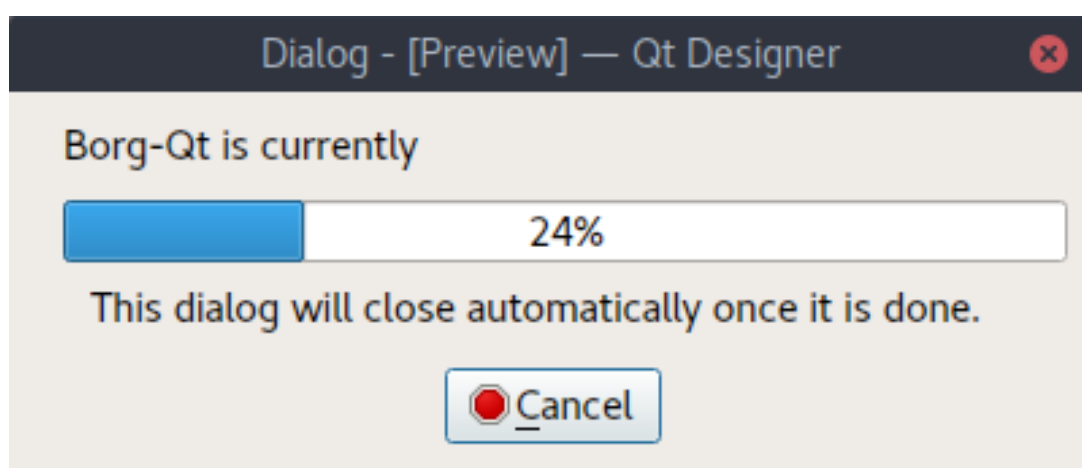 Dialog - [Preview] — Qt Designer
Borg-Qt is currently
24%
This dialog will close automatically once it is done.
Cancel